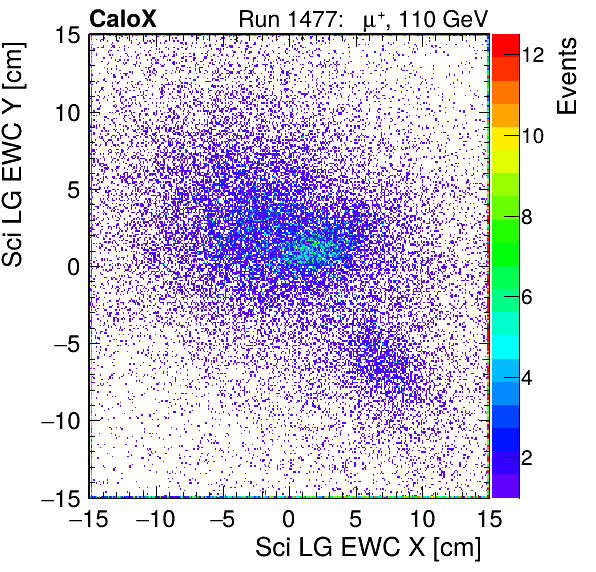 CaloX Run 1477: μ⁺, 110 GeV
Events
Sci LG EWC Y [cm]
15
10
5
0
−5
−10
−15
12
10
8
6
4
2
−15 −10 −5 0 5 10 15
Sci LG EWC X [cm]